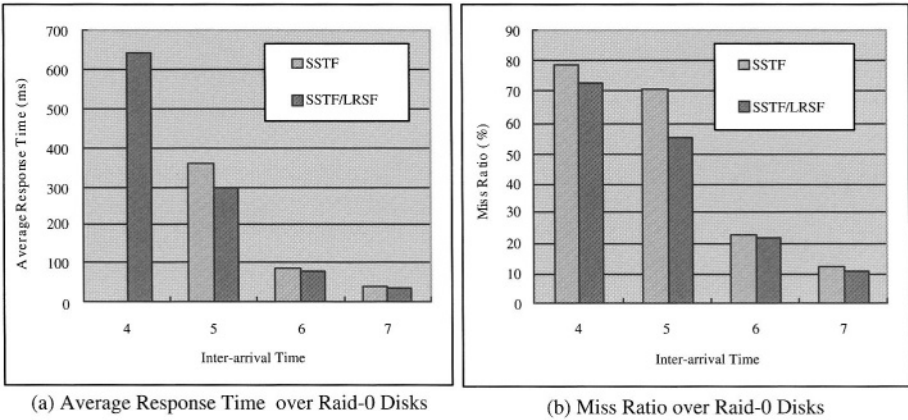 Average Response Time (ms)
700
600
500
400
300
200
100
0
SSTF
SSTF/LRSF
4 5 6 7
Inter-arrival Time
(a) Average Response Time over Raid-0 Disks
Miss Ratio (%)
90
80
70
60
50
40
30
20
10
0
SSTF
SSTF/LRSF
4 5 6 7
Inter-arrival Time
(b) Miss Ratio over Raid-0 Disks